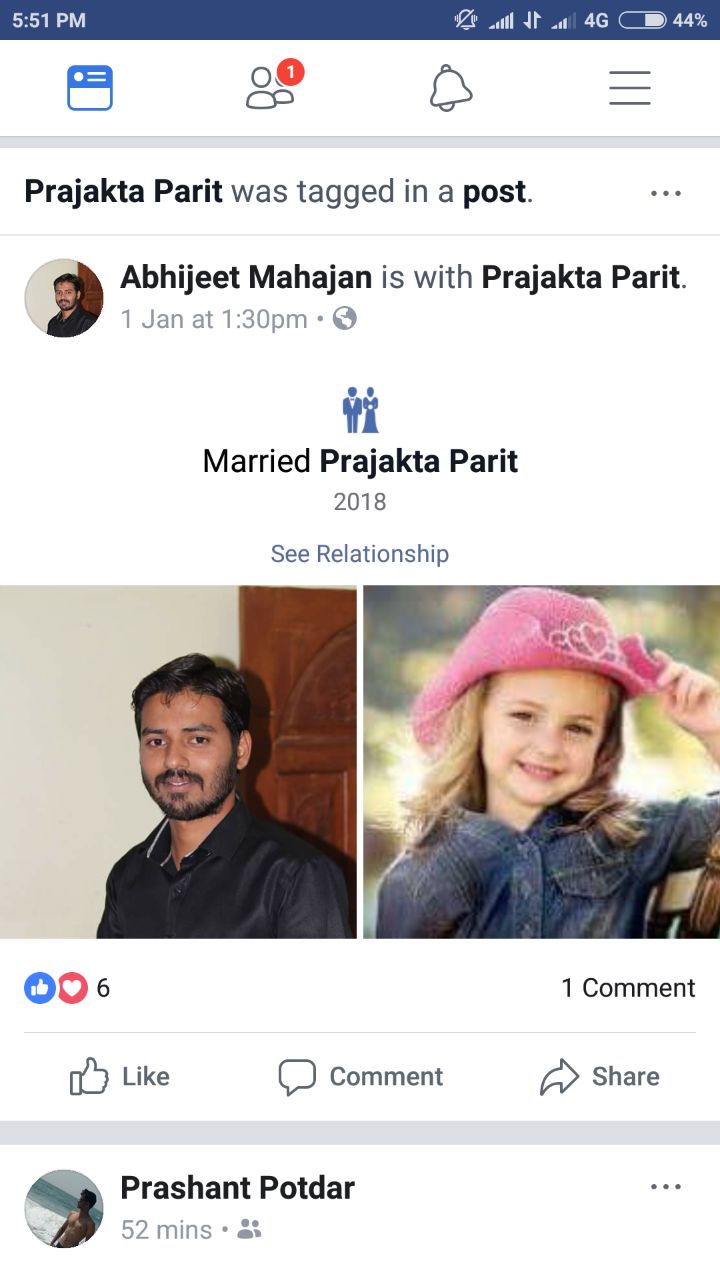 5:51 PM 4G 44%
1
Prajakta Parit was tagged in a post.
Abhijeet Mahajan is with Prajakta Parit.
1 Jan at 1:30pm •
Married Prajakta Parit
2018
See Relationship
6 1 Comment
Like Comment Share
Prashant Potdar
52 mins •